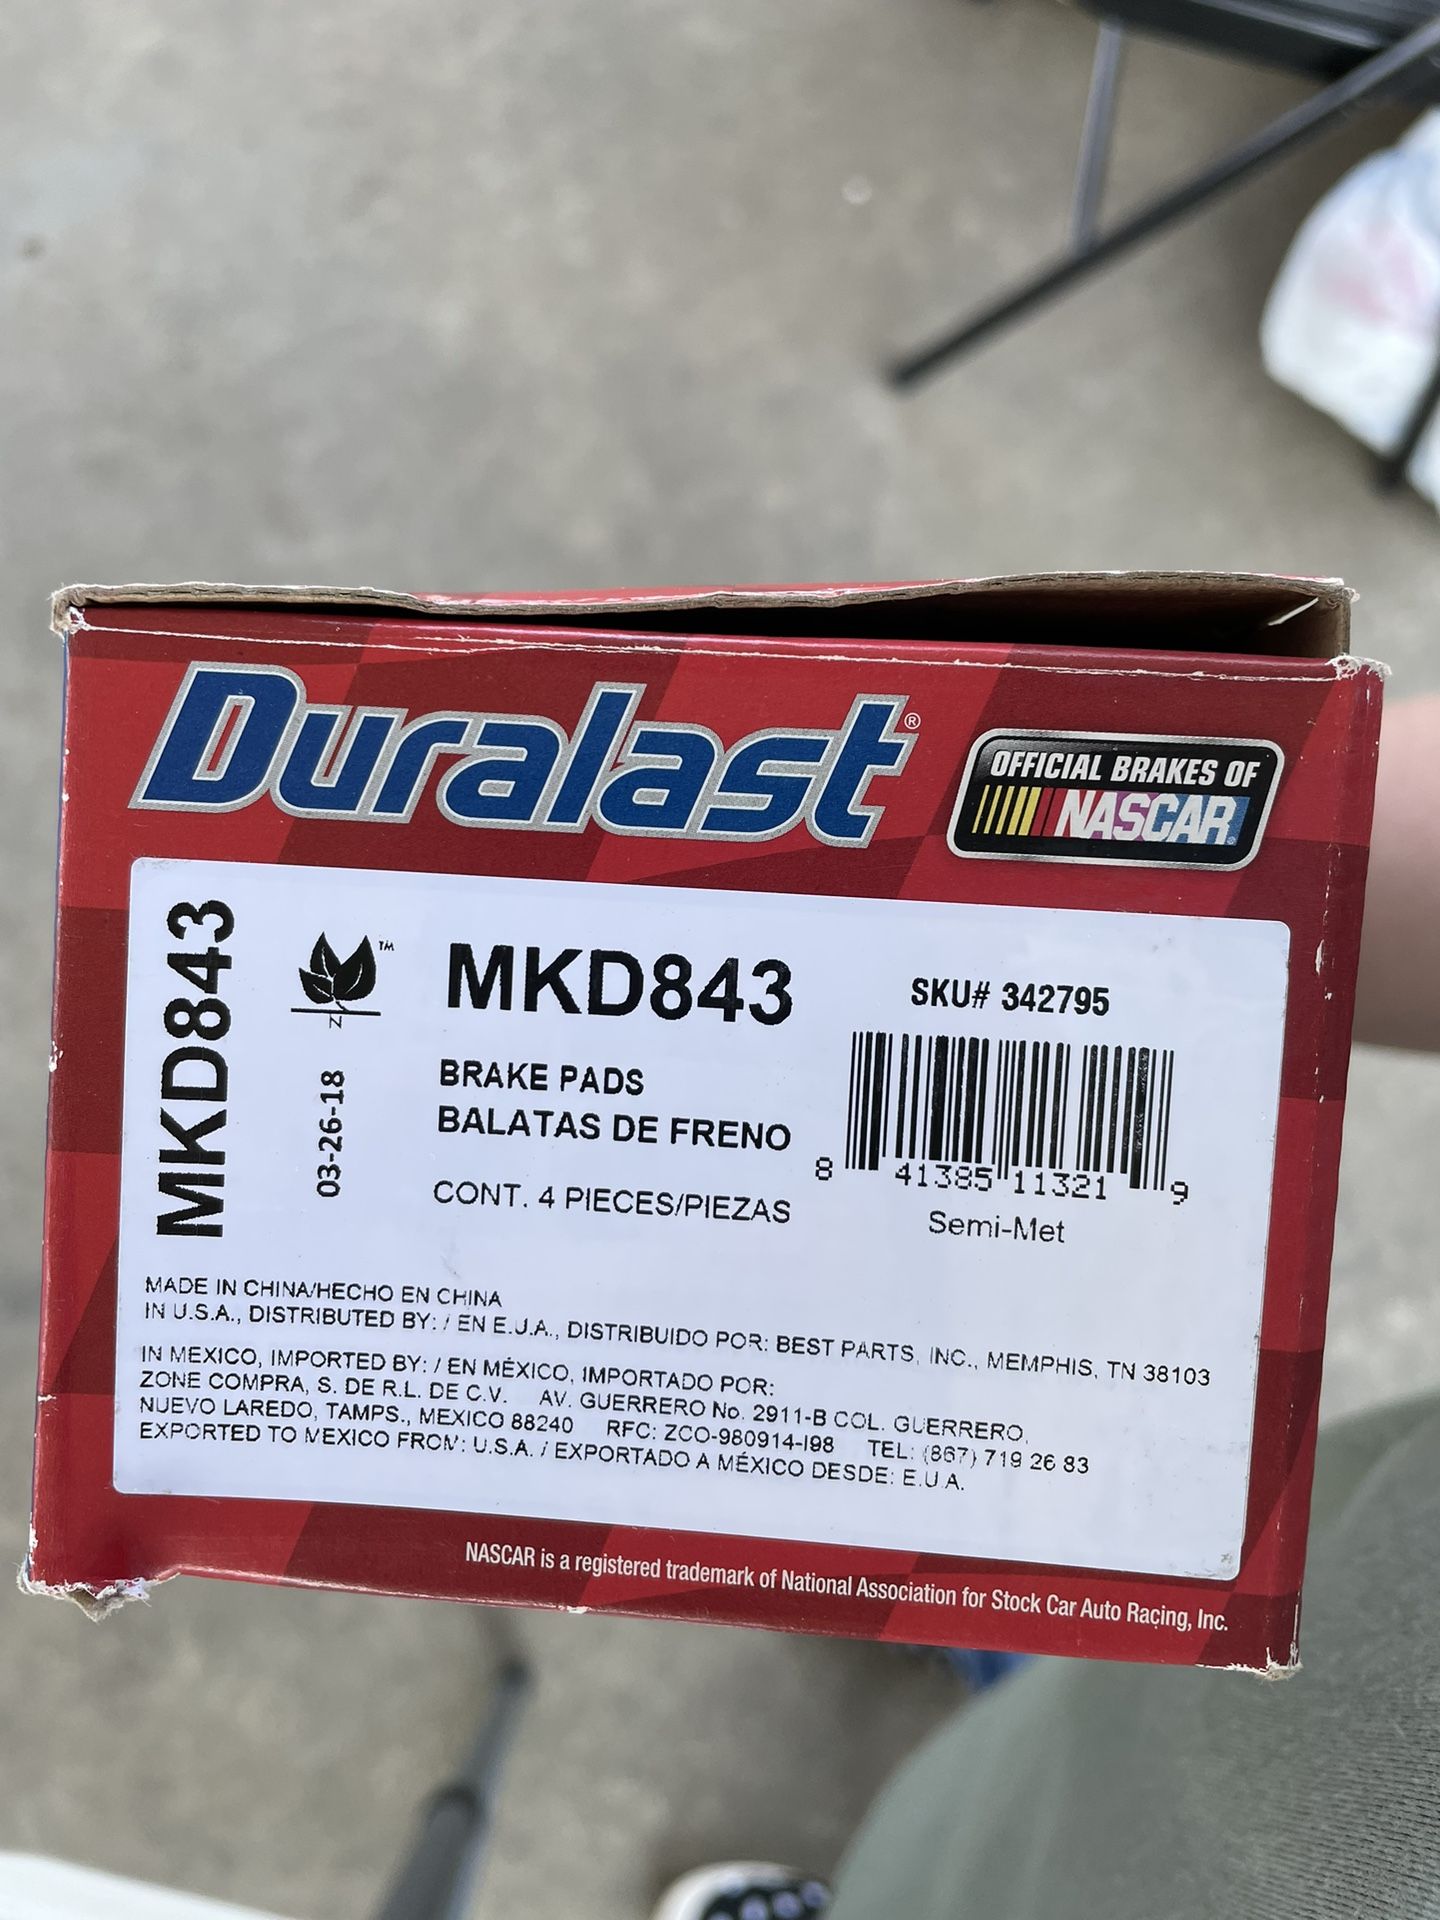 Duralast®
OFFICIAL BRAKES OF
NASCAR®
MKD843
™
N
03-26-18
MKD843
SKU# 342795
BRAKE PADS
BALATAS DE FRENO
CONT. 4 PIECES/PIEZAS
8 41385 11321 9
Semi-Met
MADE IN CHINA/HECHO EN CHINA
IN U.S.A., DISTRIBUTED BY: / EN E.U.A., DISTRIBUIDO POR: BEST PARTS, INC., MEMPHIS, TN 38103
IN MEXICO, IMPORTED BY: / EN MÉXICO, IMPORTADO POR:
ZONE COMPRA, S. DE R.L. DE C.V. AV. GUERRERO No. 2911-B COL. GUERRERO,
NUEVO LAREDO, TAMPS., MEXICO 88240 RFC: ZCO-980914-I98 TEL: (867) 719 26 83
EXPORTED TO MEXICO FROM: U.S.A. / EXPORTADO A MÉXICO DESDE: E.U.A.
NASCAR is a registered trademark of National Association for Stock Car Auto Racing, Inc.